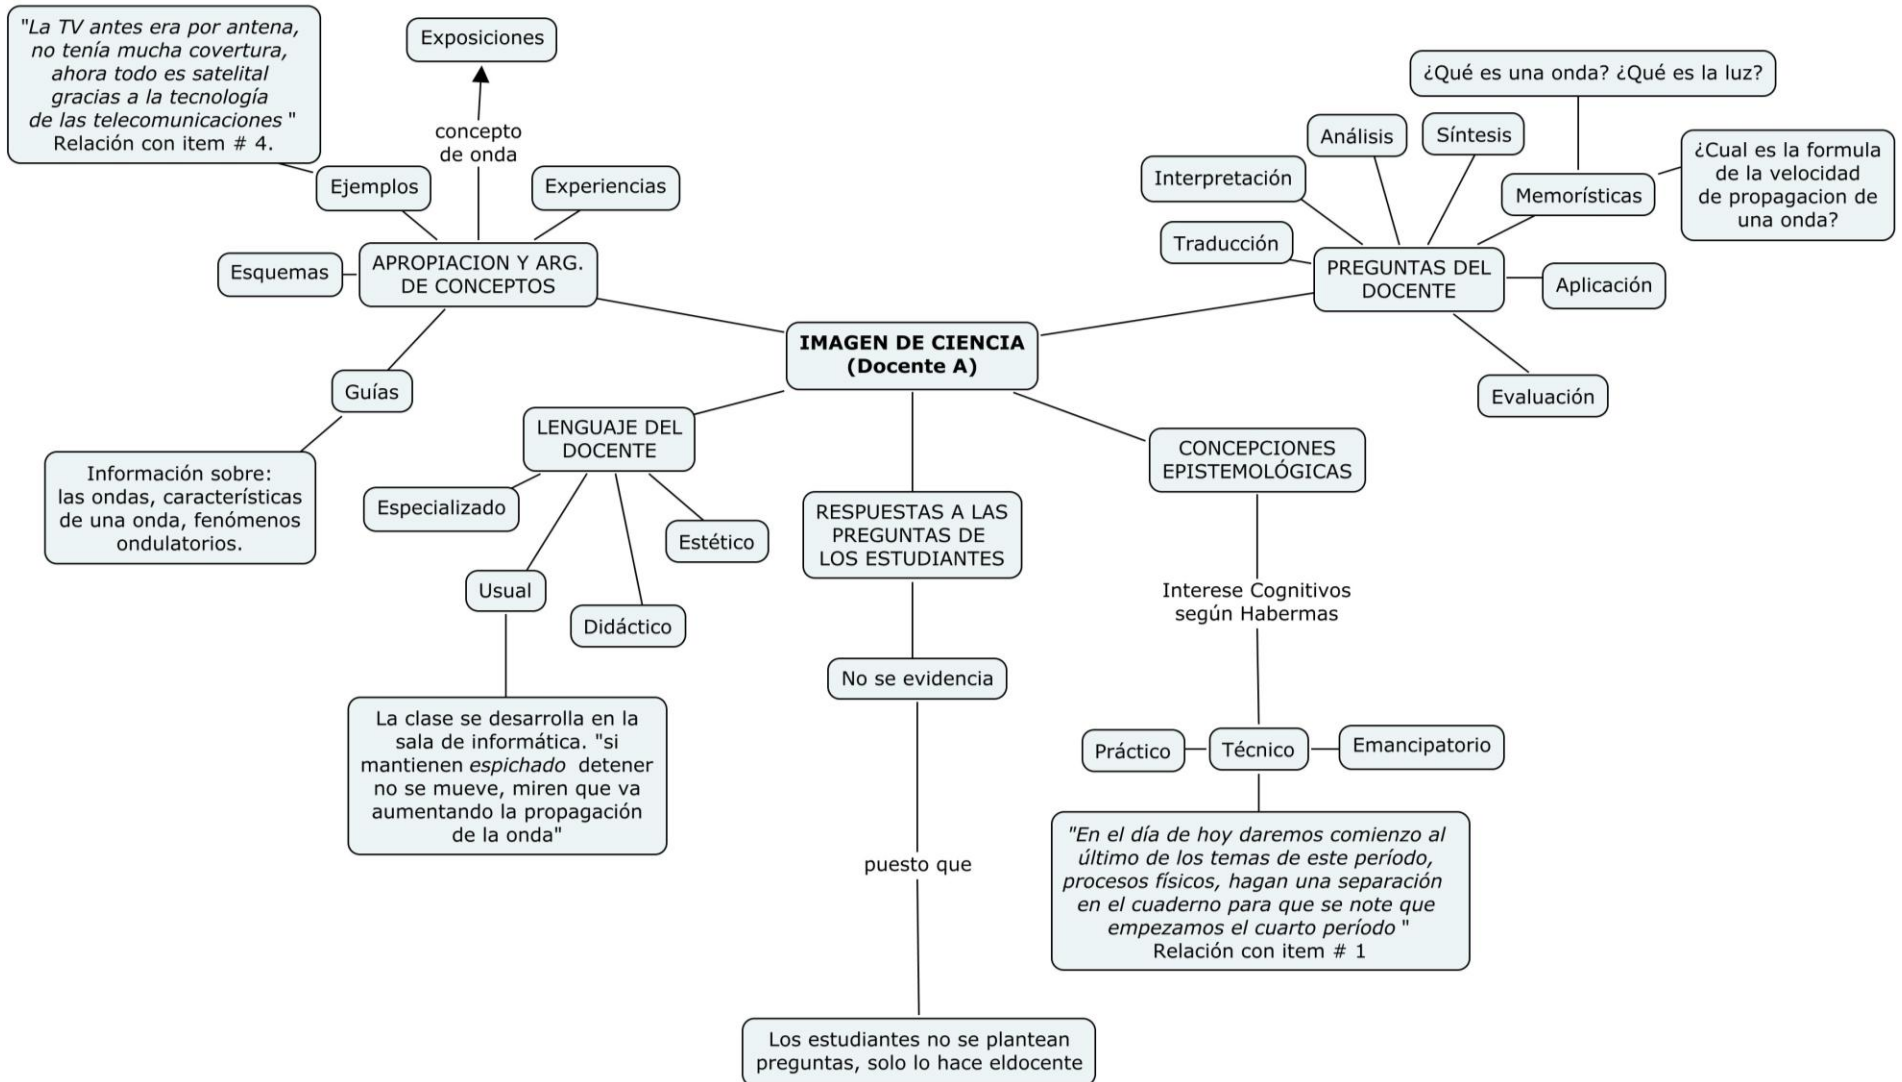 "La TV antes era por antena,
no tenía mucha covertura,
ahora todo es satelital
gracias a la tecnología
de las telecomunicaciones "
Relación con item # 4.
Exposiciones
concepto
de onda
Ejemplos
Experiencias
Esquemas
APROPIACION Y ARG.
DE CONCEPTOS
Guías
Información sobre:
las ondas, características
de una onda, fenómenos
ondulatorios.
¿Qué es una onda? ¿Qué es la luz?
Análisis
Síntesis
Interpretación
Memorísticas
¿Cual es la formula
de la velocidad
de propagacion de
una onda?
Traducción
PREGUNTAS DEL
DOCENTE
Aplicación
Evaluación
IMAGEN DE CIENCIA
(Docente A)
LENGUAJE DEL
DOCENTE
Especializado
Estético
Usual
Didáctico
La clase se desarrolla en la
sala de informática. "si
mantienen espichado detener
no se mueve, miren que va
aumentando la propagación
de la onda"
RESPUESTAS A LAS
PREGUNTAS DE
LOS ESTUDIANTES
No se evidencia
puesto que
Los estudiantes no se plantean
preguntas, solo lo hace eldocente
CONCEPCIONES
EPISTEMOLÓGICAS
Interese Cognitivos
según Habermas
Práctico
Técnico
Emancipatorio
"En el día de hoy daremos comienzo al
último de los temas de este período,
procesos físicos, hagan una separación
en el cuaderno para que se note que
empezamos el cuarto período "
Relación con item # 1